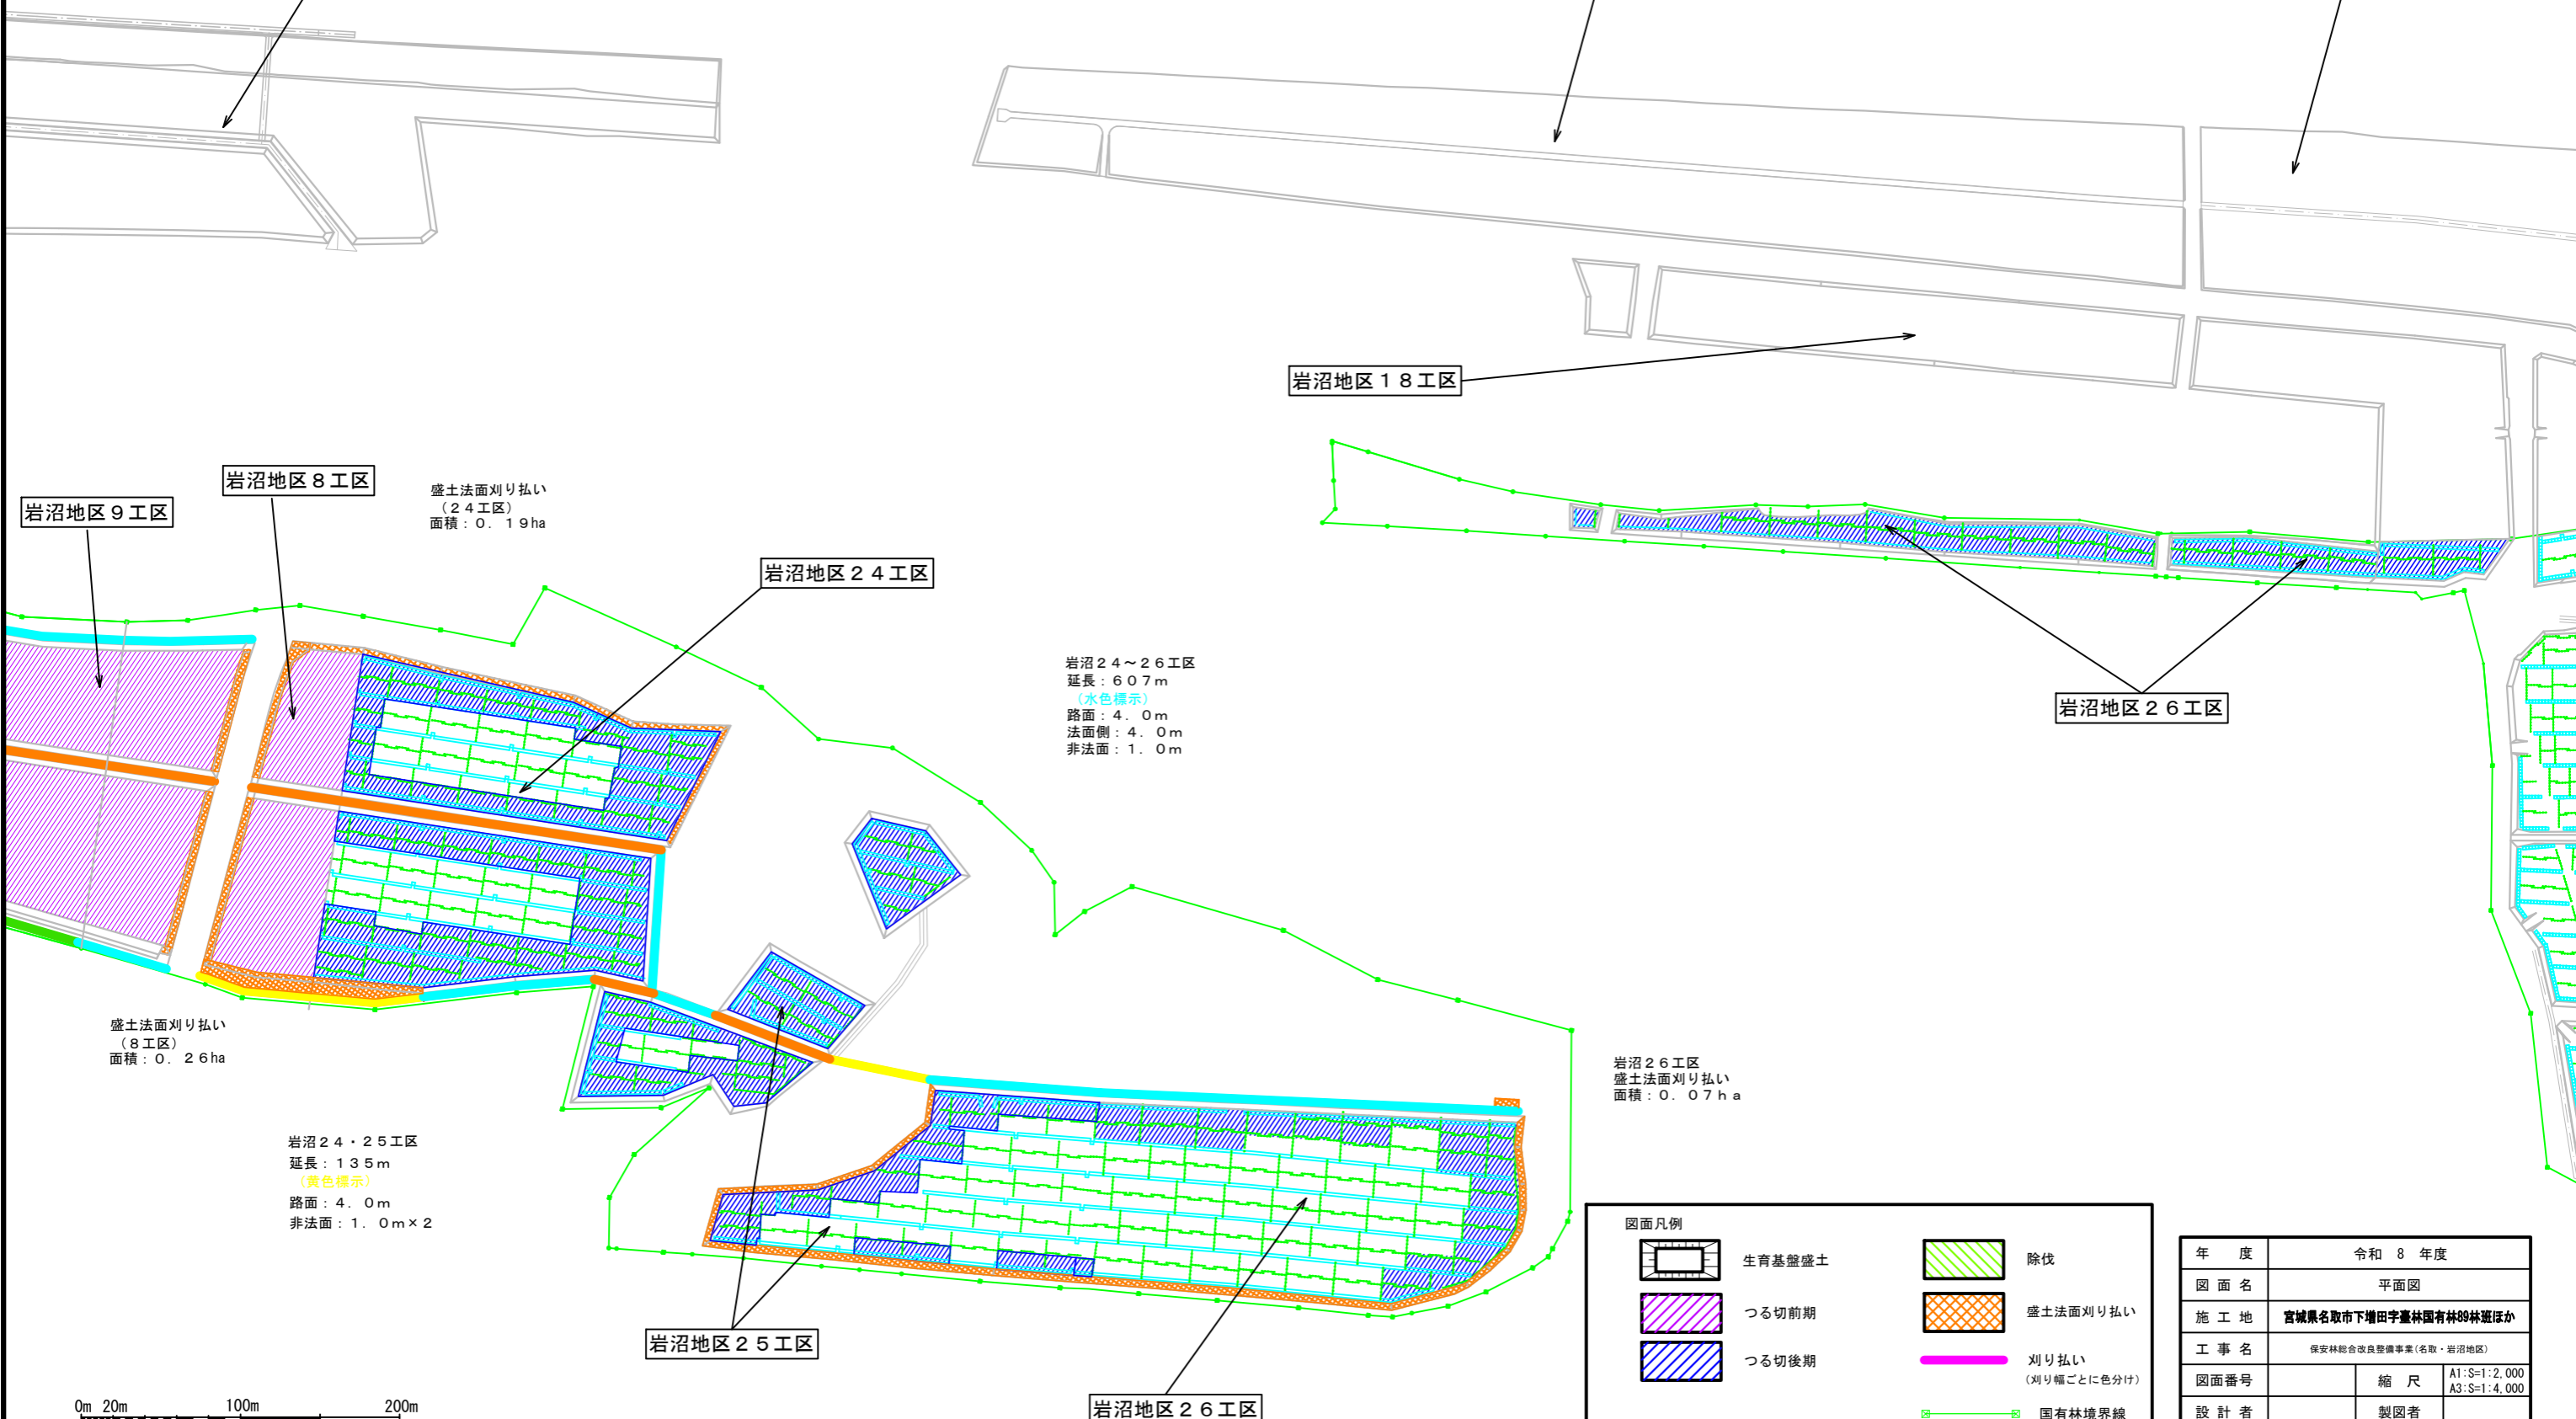 岩沼地区１８工区
岩沼地区８工区
岩沼地区９工区
盛土法面刈り払い
（２４工区）
面積：０．１９ha
岩沼地区２４工区
岩沼２４～２６工区
延長：６０７ｍ
（水色標示）
路面：４．０ｍ
法面側：４．０ｍ
非法面：１．０ｍ
岩沼地区２６工区
盛土法面刈り払い
（８工区）
面積：０．２６ha
岩沼２６工区
盛土法面刈り払い
面積：０．０７ｈａ
岩沼２４・２５工区
延長：１３５ｍ
（黄色標示）
路面：４．０ｍ
非法面：１．０ｍ×２
岩沼地区２５工区
岩沼地区２６工区
0m 20m 100m 200m
図面凡例
生育基盤盛土
除伐
つる切前期
盛土法面刈り払い
つる切後期
刈り払い
（刈り幅ごとに色分け）
国有林境界線
年 度 令和 8 年度
図 面 名 平面図
施 工 地 宮城県名取市下増田字臺林国有林89林班ほか
工 事 名 保安林総合改良整備事業(名取・岩沼地区)
図面番号 縮 尺 A1:S=1:2,000
A3:S=1:4,000
設 計 者 製図者